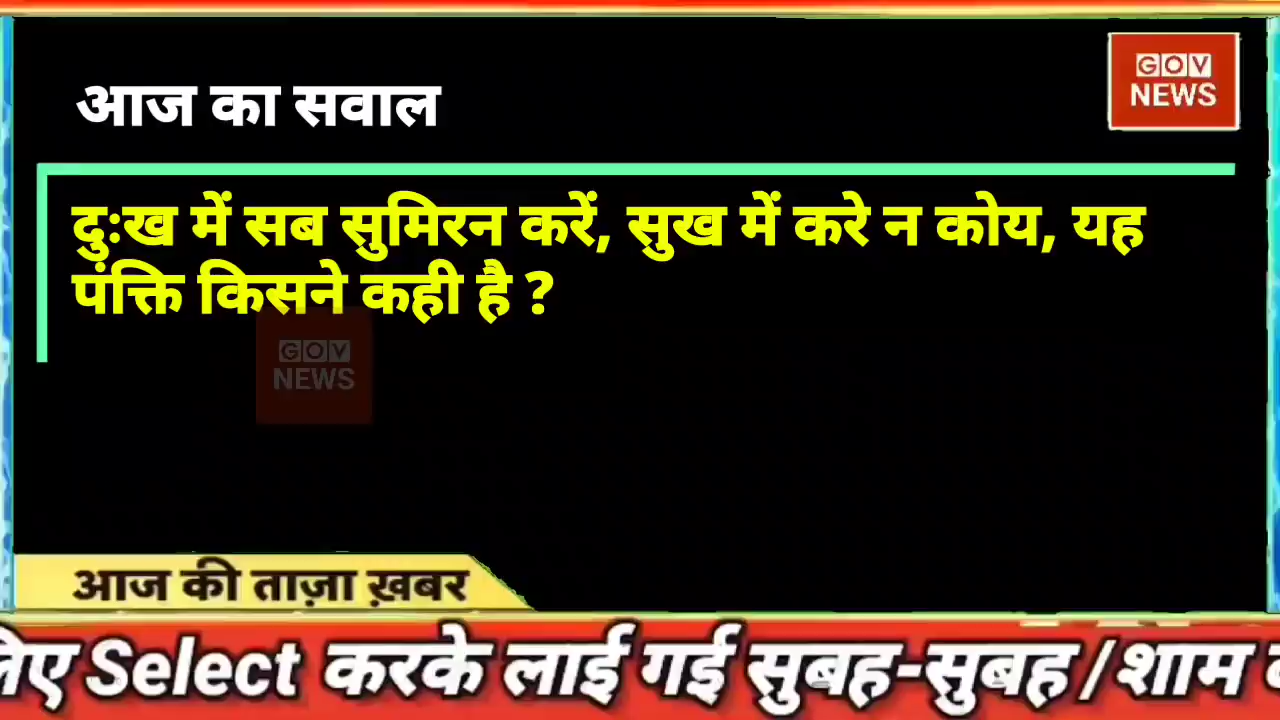 आज का सवाल
GOV
NEWS
दुःख में सब सुमिरन करें, सुख में करे न कोय, यह
पंक्ति किसने कही है ?
GOV
NEWS
आज की ताज़ा ख़बर
Select करके लाई गई सुबह-सुबह /शाम